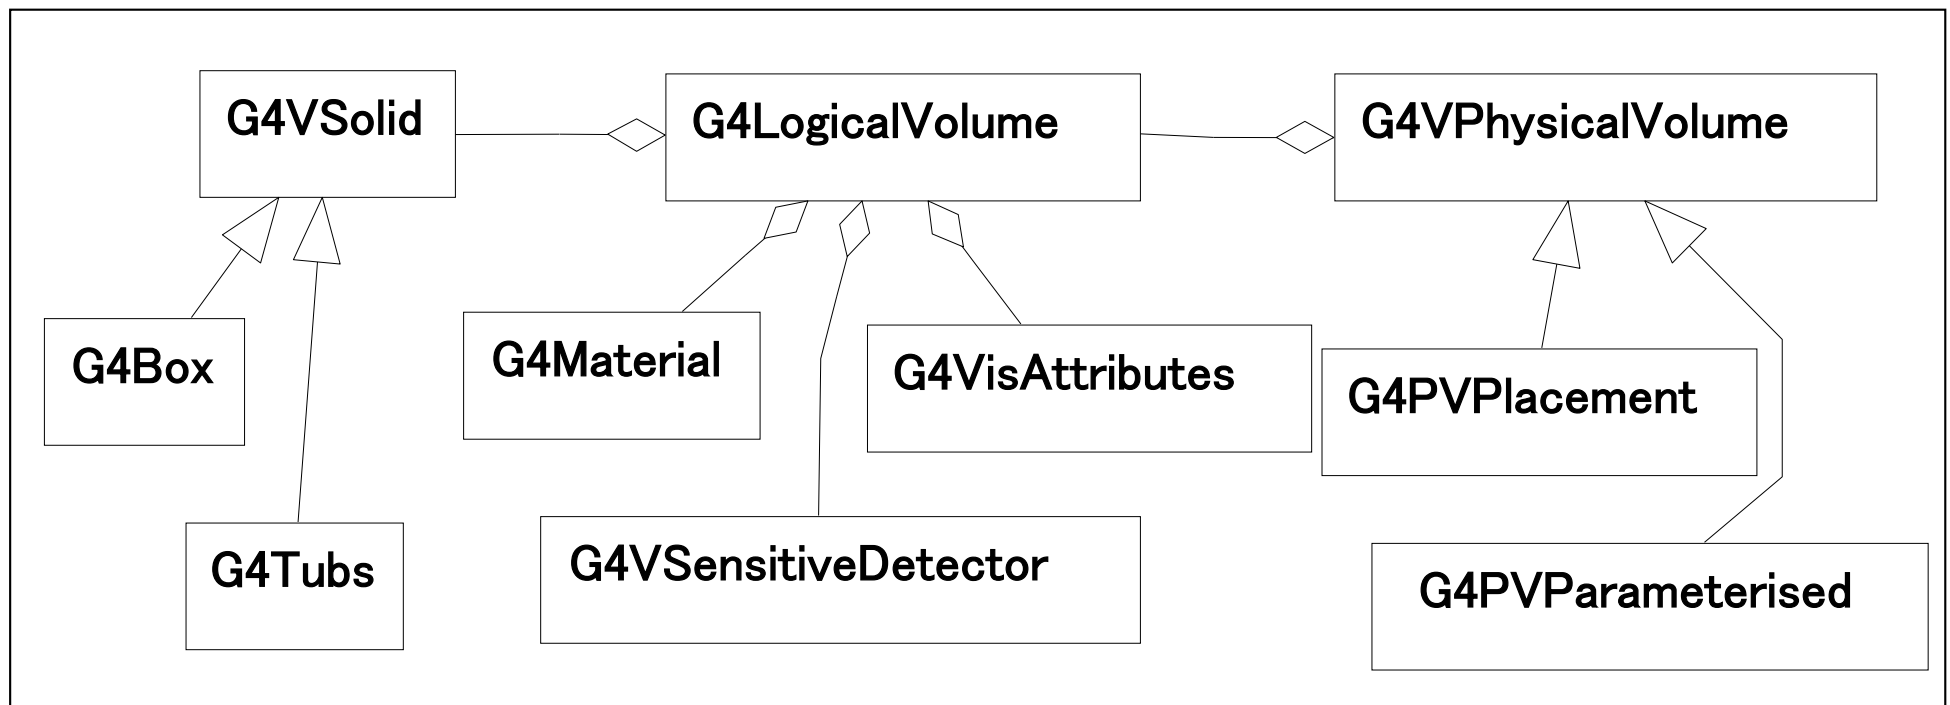 G4VSolid
G4LogicalVolume
G4VPhysicalVolume
G4Box
G4Material
G4VisAttributes
G4PVPlacement
G4Tubs
G4VSensitiveDetector
G4PVParameterised